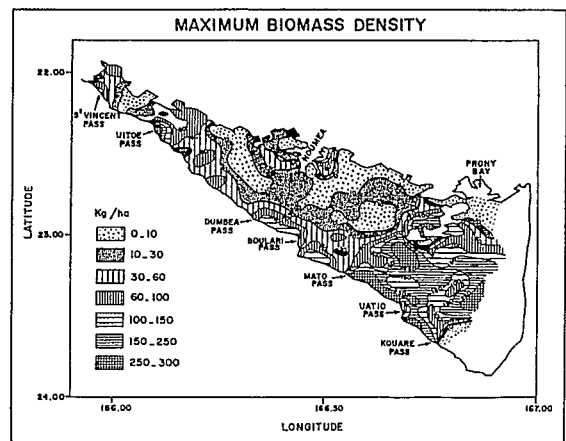 MAXIMUM BIOMASS DENSITY
22.00
23.00
24.00
LATITUDE
St VINCENT
PASS
UITOE
PASS
NOUMEA
PRONY
BAY
DUMBEA
PASS
BOULARI
PASS
MATO
PASS
UATIO
PASS
KOUARE
PASS
Kg/ha
0_10
10_30
30_60
60_100
100_150
150_250
250_300
166.00
166.30
167.00
LONGITUDE